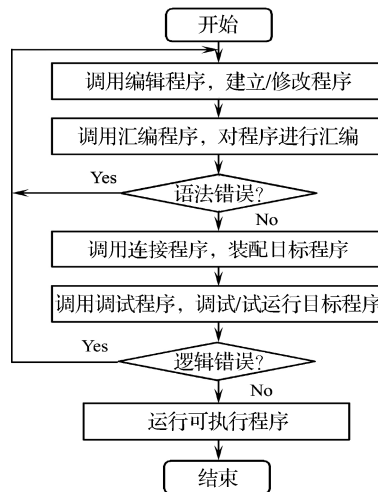 开始
调用编辑程序，建立/修改程序
调用汇编程序，对程序进行汇编
Yes
语法错误?
No
调用连接程序，装配目标程序
调用调试程序，调试/试运行目标程序
Yes
逻辑错误?
No
运行可执行程序
结束